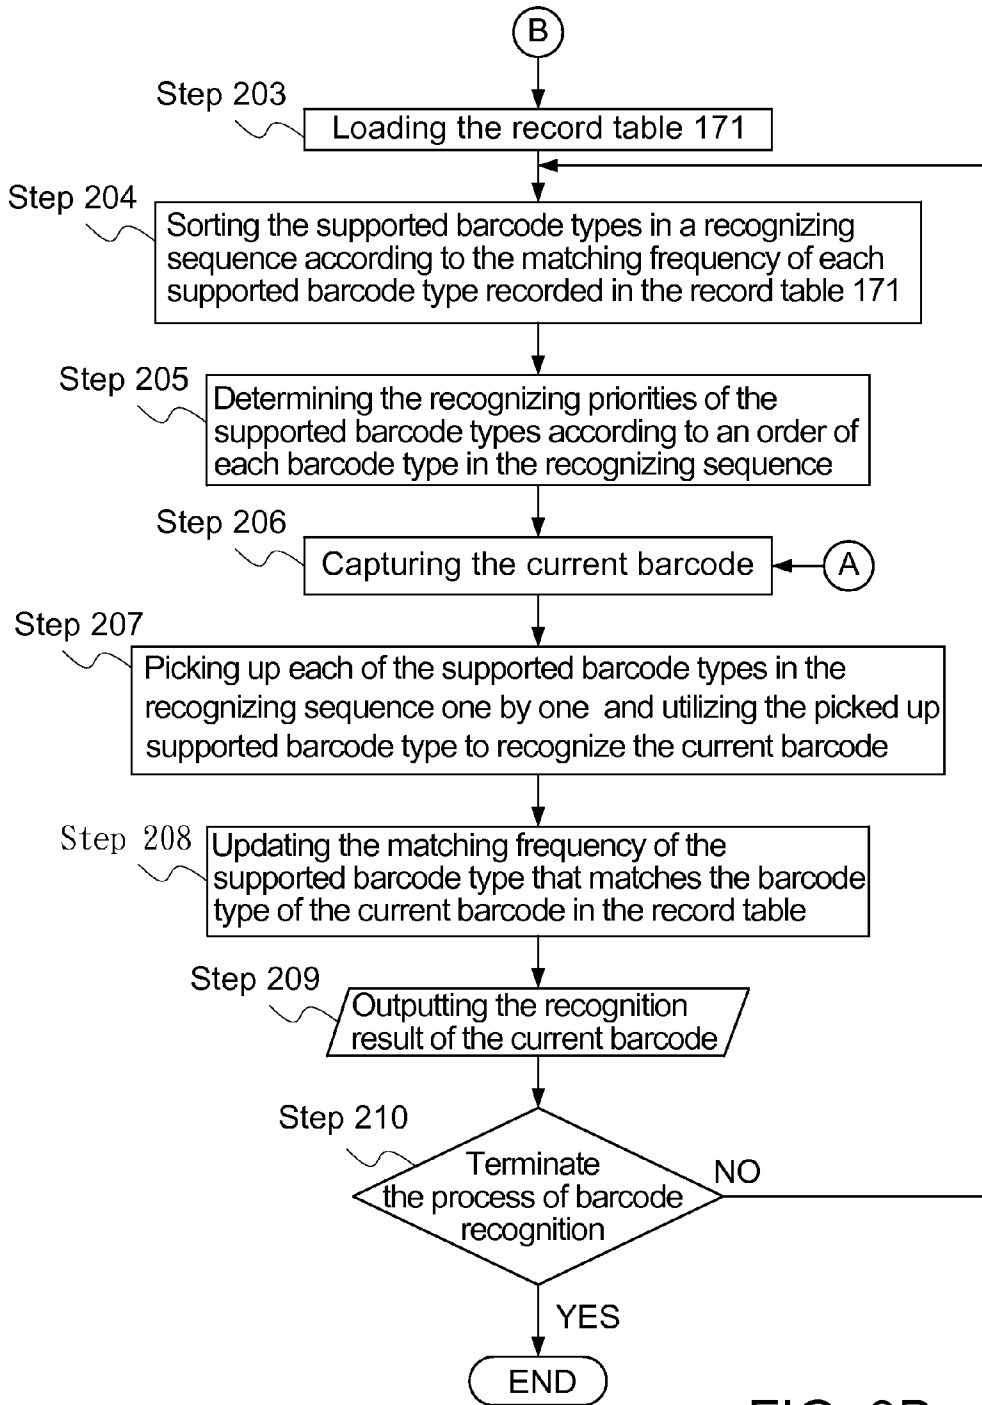 B
Step 203
Loading the record table 171
Step 204
Sorting the supported barcode types in a recognizing
sequence according to the matching frequency of each
supported barcode type recorded in the record table 171
Step 205
Determining the recognizing priorities of the
supported barcode types according to an order of
each barcode type in the recognizing sequence
Step 206
Capturing the current barcode
A
Step 207
Picking up each of the supported barcode types in the
recognizing sequence one by one and utilizing the picked up
supported barcode type to recognize the current barcode
Step 208
Updating the matching frequency of the
supported barcode type that matches the barcode
type of the current barcode in the record table
Step 209
Outputting the recognition
result of the current barcode
Step 210
Terminate
the process of barcode
recognition
NO
YES
END